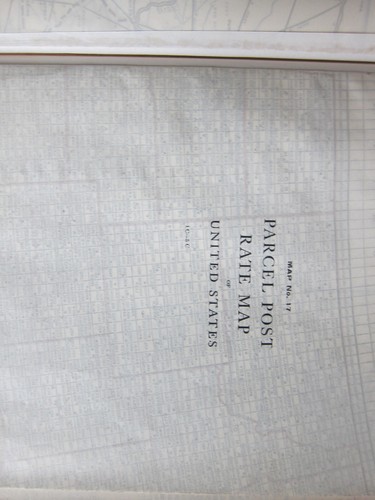 MAP No. 17
PARCEL POST
RATE MAP
OF
UNITED STATES